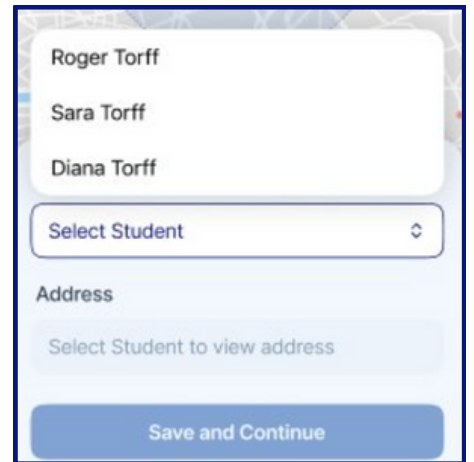 Roger Torff
Sara Torff
Diana Torff
Select Student
Address
Select Student to view address
Save and Continue